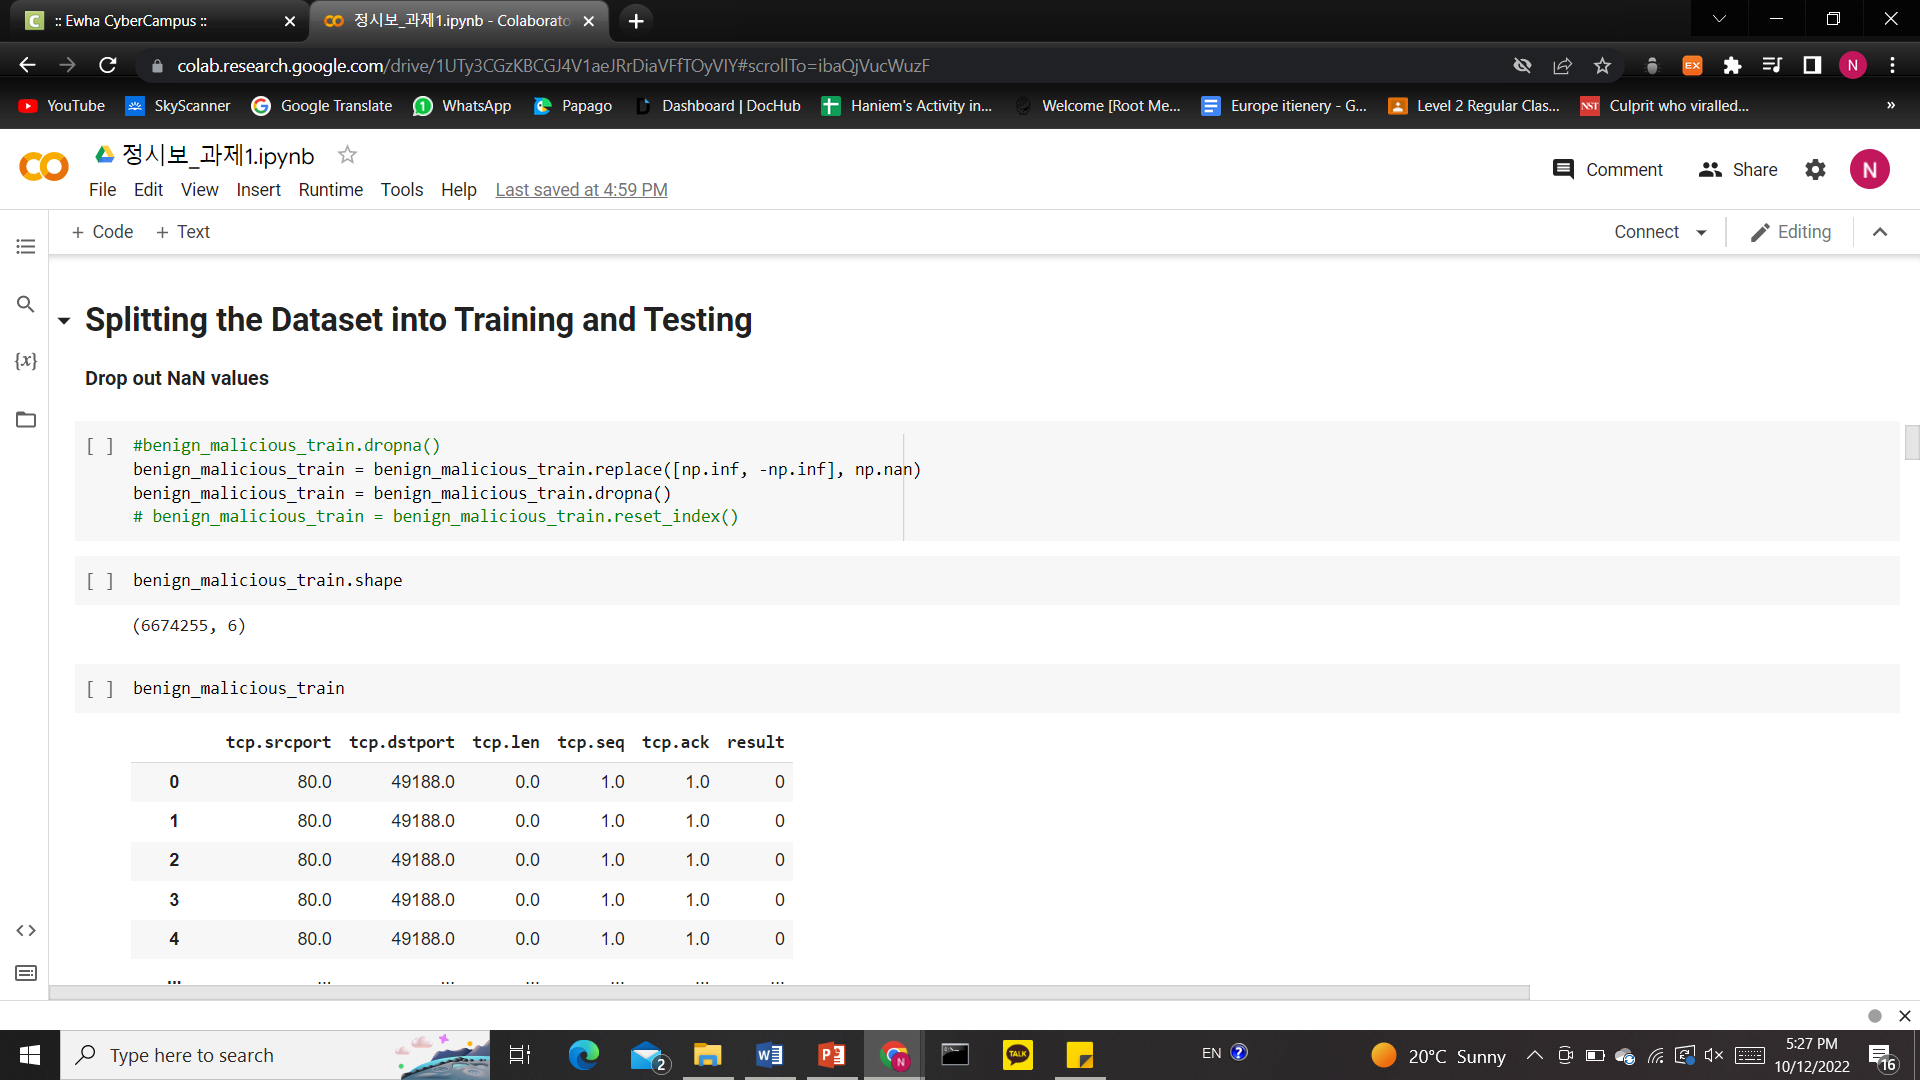 :: Ewha CyberCampus ::
정시보_과제1.ipynb - Colaborato
colab.research.google.com/drive/1UTy3CGzKBCGJ4V1aeJRrDiaVFfTOyVIY#scrollTo=ibaQjVucWuzF
YouTube SkyScanner Google Translate WhatsApp Papago Dashboard | DocHub Haniem's Activity in... Welcome [Root Me... Europe itienery - G... Level 2 Regular Clas... NST Culprit who viralled... »
정시보_과제1.ipynb
File Edit View Insert Runtime Tools Help Last saved at 4:59 PM
Comment Share N
+ Code + Text
Connect Editing
Splitting the Dataset into Training and Testing
Drop out NaN values
[ ] #benign_malicious_train.dropna()
benign_malicious_train = benign_malicious_train.replace([np.inf, -np.inf], np.nan)
benign_malicious_train = benign_malicious_train.dropna()
# benign_malicious_train = benign_malicious_train.reset_index()
[ ] benign_malicious_train.shape
(6674255, 6)
[ ] benign_malicious_train
tcp.srcport tcp.dstport tcp.len tcp.seq tcp.ack result
0 80.0 49188.0 0.0 1.0 1.0 0
1 80.0 49188.0 0.0 1.0 1.0 0
2 80.0 49188.0 0.0 1.0 1.0 0
3 80.0 49188.0 0.0 1.0 1.0 0
4 80.0 49188.0 0.0 1.0 1.0 0
... ... ... ... ... ... ...
Type here to search
2
TALK
EN
20°C Sunny
5:27 PM
10/12/2022
16